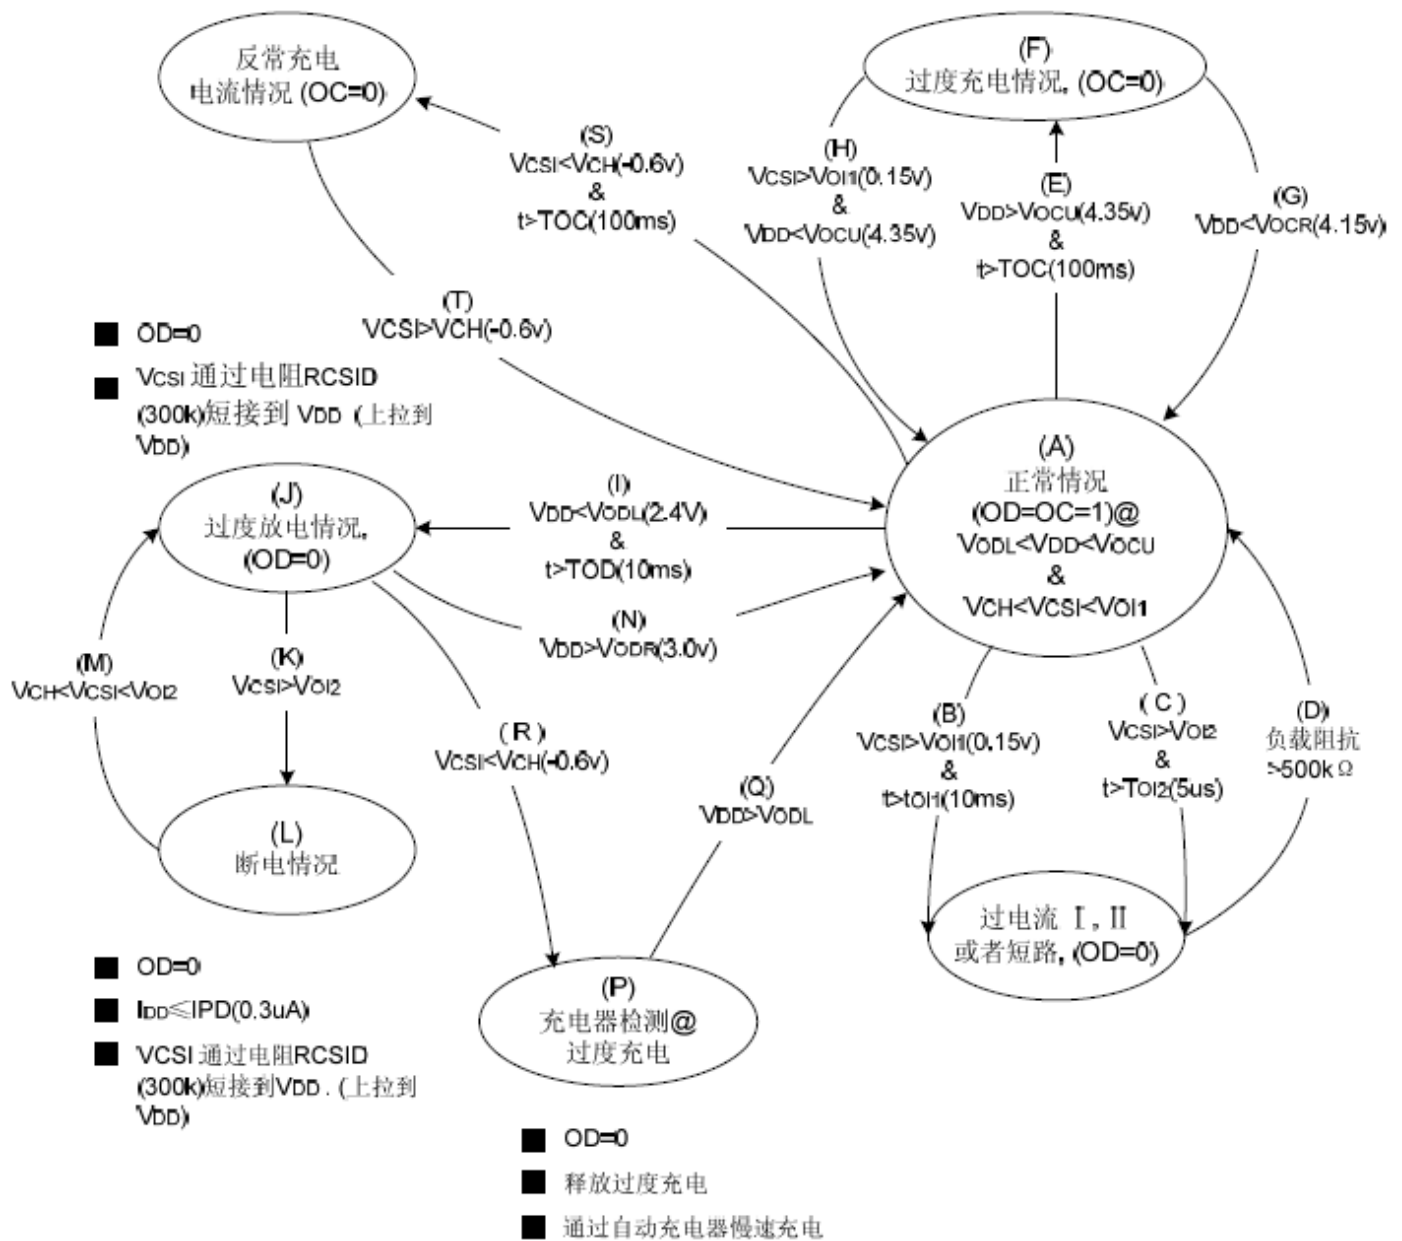 反常充电
电流情况 (OC=0)
(F)
过度充电情况, (OC=0)
(S)
VCSI<VCH(-0.6v)
&
t>TOC(100ms)
(H)
VCSI>VOI1(0.15v)
&
VDD<VOCU(4.35v)
(E)
VDD>VOCU(4.35v)
&
t>TOC(100ms)
(G)
VDD<VOCR(4.15v)
(T)
VCSI>VCH(-0.6v)
OD=0
VCSI 通过电阻RCSID
(300k)短接到 VDD (上拉到
VDD)
(J)
过度放电情况,
(OD=0)
(I)
VDD<VODL(2.4V)
&
t>TOD(10ms)
(A)
正常情况
(OD=OC=1)@
VODL<VDD<VOCU
&
VCH<VCSI<VOI1
(N)
VDD>VODR(3.0v)
(M)
VCH<VCSI<VOI2
(K)
VCSI>VOI2
(R)
VCSI<VCH(-0.6v)
(B)
VCSI>VOI1(0.15v)
&
t>tOI1(10ms)
(C)
VCSI>VOI2
&
t>TOI2(5us)
(D)
负载阻抗
>500kΩ
(Q)
VDD>VODL
(L)
断电情况
过电流 I, II
或者短路, (OD=0)
OD=0
IDD≤IPD(0.3uA)
VCSI 通过电阻RCSID
(300k)短接到VDD. (上拉到
VDD)
(P)
充电器检测@
过度充电
OD=0
释放过度充电
通过自动充电器慢速充电